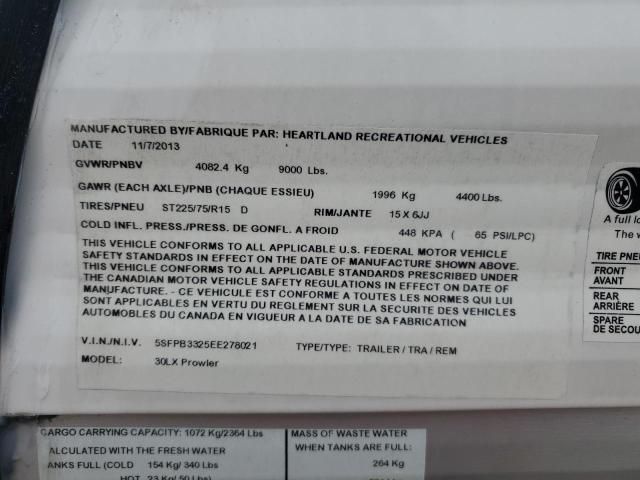 MANUFACTURED BY/FABRIQUE PAR: HEARTLAND RECREATIONAL VEHICLES
DATE 11/7/2013
GVWR/PNBV 4082.4 Kg 9000 Lbs.
GAWR (EACH AXLE)/PNB (CHAQUE ESSIEU) 1996 Kg 4400 Lbs.
TIRES/PNEU ST225/75/R15 D RIM/JANTE 15 X 6JJ
COLD INFL. PRESS./PRESS. DE GONFL. A FROID 448 KPA ( 65 PSI/LPC)
THIS VEHICLE CONFORMS TO ALL APPLICABLE U.S. FEDERAL MOTOR VEHICLE
SAFETY STANDARDS IN EFFECT ON THE DATE OF MANUFACTURE SHOWN ABOVE.
THIS VEHICLE CONFORMS TO ALL APPLICABLE STANDARDS PRESCRIBED UNDER
THE CANADIAN MOTOR VEHICLE SAFETY REGULATIONS IN EFFECT ON DATE OF
MANUFACTURE. - CE VEHICULE EST CONFORME A TOUTES LES NORMES QUI LUI
SONT APPLICABLES EN VERTU DU REGLEMENT SUR LA SECURITE DES VEHICLES
AUTOMOBILES DU CANADA EN VIGUEUR A LA DATE DE SA FABRICATION
V.I.N./N.I.V. 5SFPB3325EE278021 TYPE/TYPE: TRAILER / TRA / REM
MODEL: 30LX Prowler
A full lo
The w
TIRE PNEU
FRONT
AVANT
REAR
ARRIÈRE
SPARE
DE SECOU
CARGO CARRYING CAPACITY: 1072 Kg/2364 Lbs
ALCULATED WITH THE FRESH WATER
ANKS FULL (COLD 154 Kg/ 340 Lbs
HOT 23 Kg/ 50 Lbs)
MASS OF WASTE WATER
WHEN TANKS ARE FULL:
264 Kg